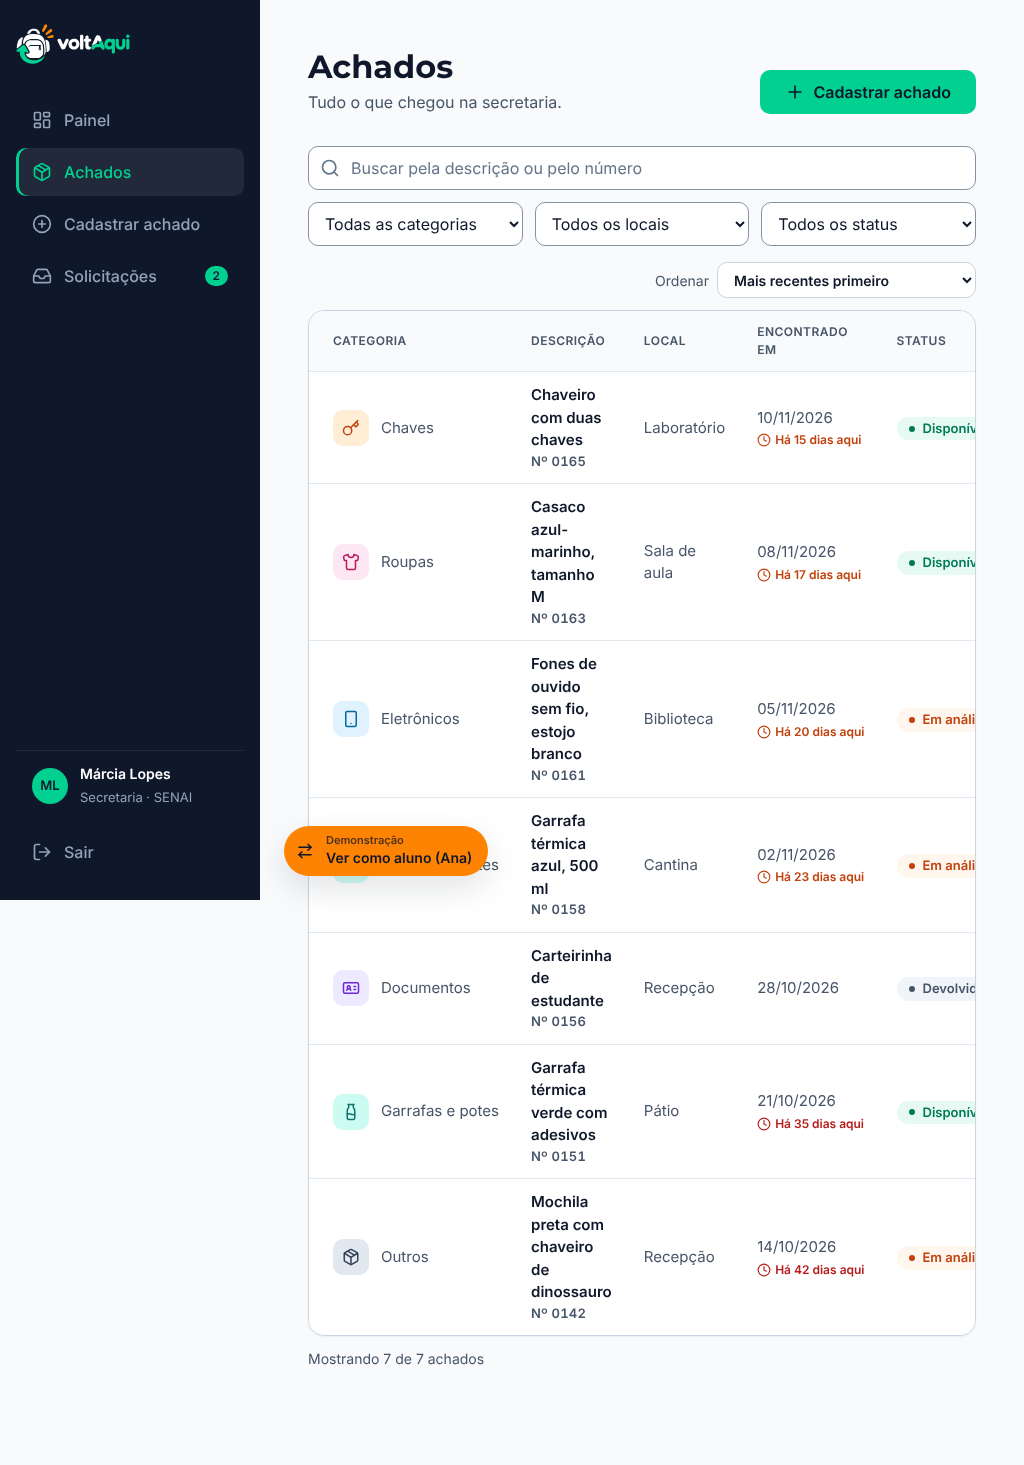 voltAqui
Painel
Achados
Cadastrar achado
Solicitações
2
ML
Márcia Lopes
Secretaria · SENAI
Sair
Achados
Tudo o que chegou na secretaria.
Cadastrar achado
Buscar pela descrição ou pelo número
Todas as categorias
Todos os locais
Todos os status
Ordenar
Mais recentes primeiro
CATEGORIA
DESCRIÇÃO
LOCAL
ENCONTRADO
EM
STATUS
Chaves
Chaveiro
com duas
chaves
Nº 0165
Laboratório
10/11/2026
Há 15 dias aqui
Disponív
Roupas
Casaco
azul-
marinho,
tamanho
M
Nº 0163
Sala de
aula
08/11/2026
Há 17 dias aqui
Disponív
Eletrônicos
Fones de
ouvido
sem fio,
estojo
branco
Nº 0161
Biblioteca
05/11/2026
Há 20 dias aqui
Em análi
Demonstração
Ver como aluno (Ana)
es
Garrafa
térmica
azul, 500
ml
Nº 0158
Cantina
02/11/2026
Há 23 dias aqui
Em análi
Documentos
Carteirinha
de
estudante
Nº 0156
Recepção
28/10/2026
Devolvid
Garrafas e potes
Garrafa
térmica
verde com
adesivos
Nº 0151
Pátio
21/10/2026
Há 35 dias aqui
Disponív
Outros
Mochila
preta com
chaveiro
de
dinossauro
Nº 0142
Recepção
14/10/2026
Há 42 dias aqui
Em análi
Mostrando 7 de 7 achados